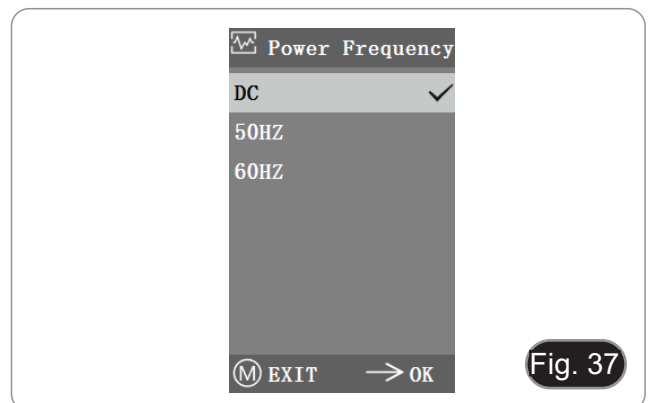 Power Frequency
DC
50HZ
60HZ
M EXIT → OK
Fig. 37